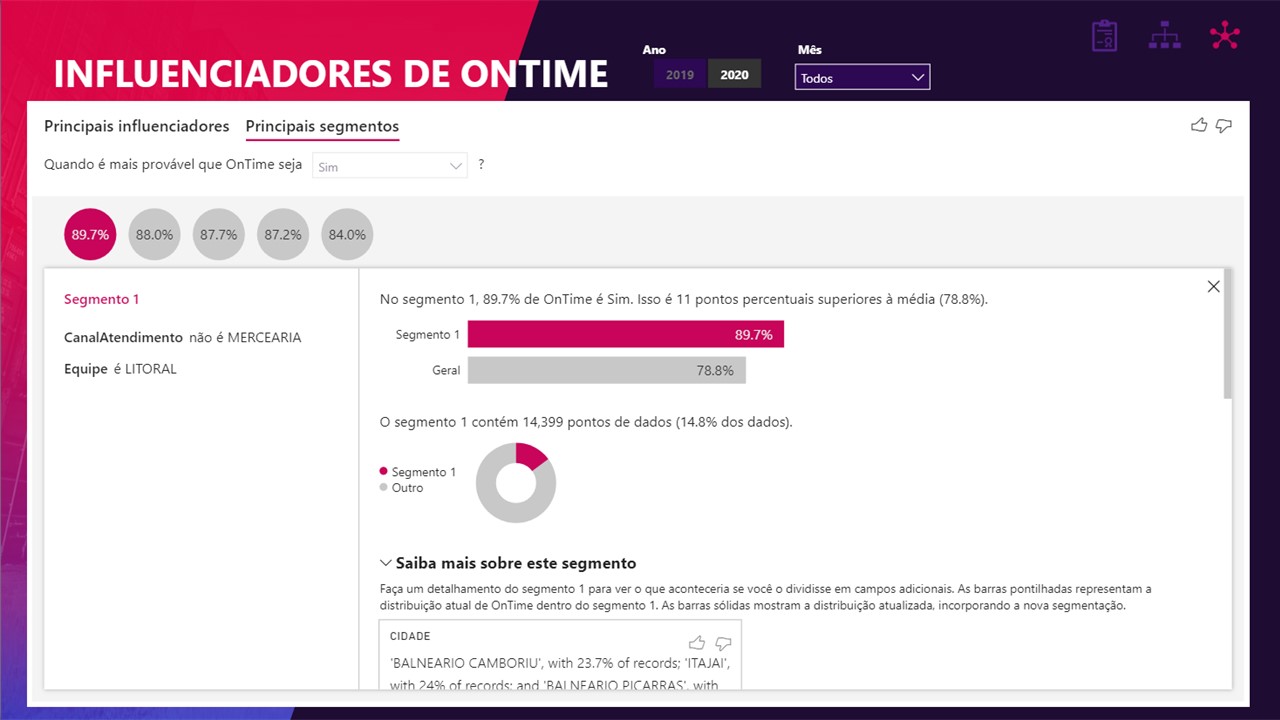 INFLUENCIADORES DE ONTIME
Ano
2019
2020
Mês
Todos
Principais influenciadores
Principais segmentos
Quando é mais provável que OnTime seja
Sim
?
89.7%
88.0%
87.7%
87.2%
84.0%
Segmento 1
CanalAtendimento não é MERCEARIA
Equipe é LITORAL
No segmento 1, 89.7% de OnTime é Sim. Isso é 11 pontos percentuais superiores à média (78.8%).
Segmento 1
89.7%
Geral
78.8%
O segmento 1 contém 14,399 pontos de dados (14.8% dos dados).
Segmento 1
Outro
Saiba mais sobre este segmento
Faça um detalhamento do segmento 1 para ver o que aconteceria se você o dividisse em campos adicionais. As barras pontilhadas representam a
distribuição atual de OnTime dentro do segmento 1. As barras sólidas mostram a distribuição atualizada, incorporando a nova segmentação.
CIDADE
'BALNEARIO CAMBORIU', with 23.7% of records; 'ITAJAI',
with 24% of records; and 'BALNEARIO PICARRAS', with